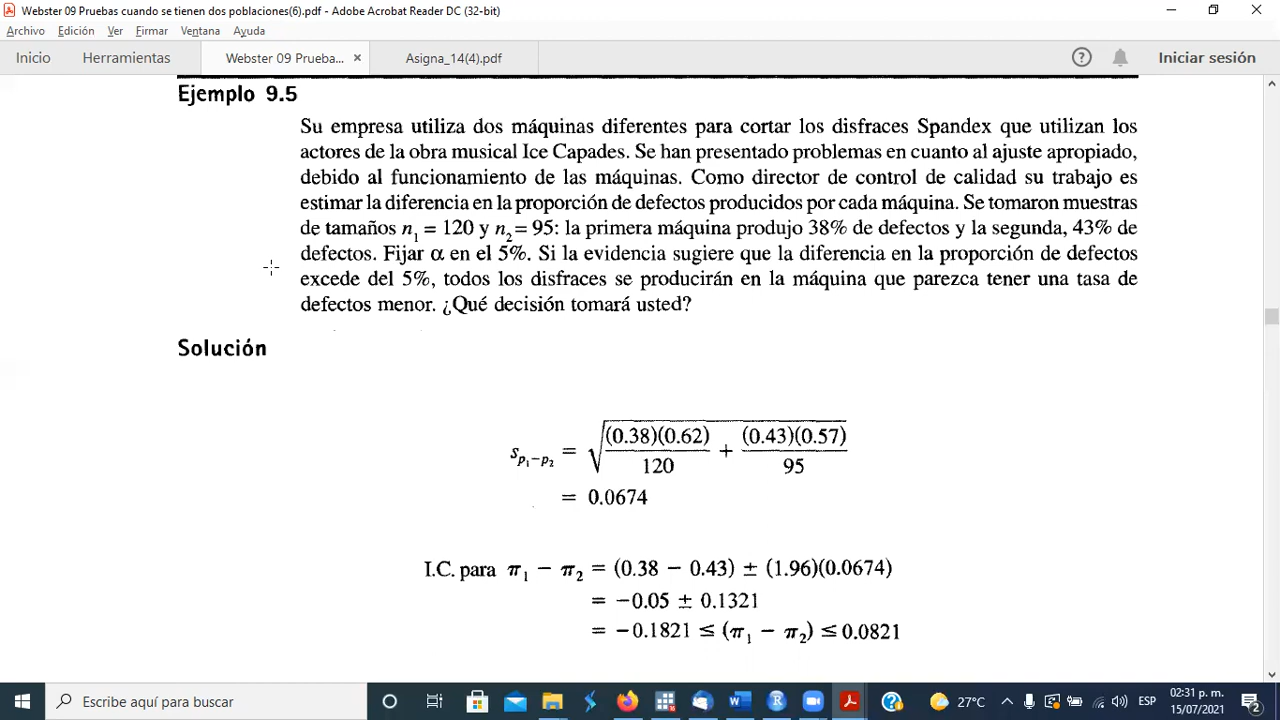 Webster 09 Pruebas cuando se tienen dos poblaciones(6).pdf - Adobe Acrobat Reader DC (32-bit)
Archivo Edición Ver Firmar Ventana Ayuda
Inicio Herramientas Webster 09 Prueba... × Asigna_14(4).pdf Iniciar sesión
Ejemplo 9.5
Su empresa utiliza dos máquinas diferentes para cortar los disfraces Spandex que utilizan los
actores de la obra musical Ice Capades. Se han presentado problemas en cuanto al ajuste apropiado,
debido al funcionamiento de las máquinas. Como director de control de calidad su trabajo es
estimar la diferencia en la proporción de defectos producidos por cada máquina. Se tomaron muestras
de tamaños n₁ = 120 y n₂ = 95: la primera máquina produjo 38% de defectos y la segunda, 43% de
defectos. Fijar α en el 5%. Si la evidencia sugiere que la diferencia en la proporción de defectos
excede del 5%, todos los disfraces se producirán en la máquina que parezca tener una tasa de
defectos menor. ¿Qué decisión tomará usted?
Solución
s p₁−p₂ = √ (0.38)(0.62)/120 + (0.43)(0.57)/95
= 0.0674
I.C. para π₁ − π₂ = (0.38 − 0.43) ± (1.96)(0.0674)
= −0.05 ± 0.1321
= −0.1821 ≤ (π₁ − π₂) ≤ 0.0821
Escribe aquí para buscar 27°C ESP 02:31 p. m.
15/07/2021 2